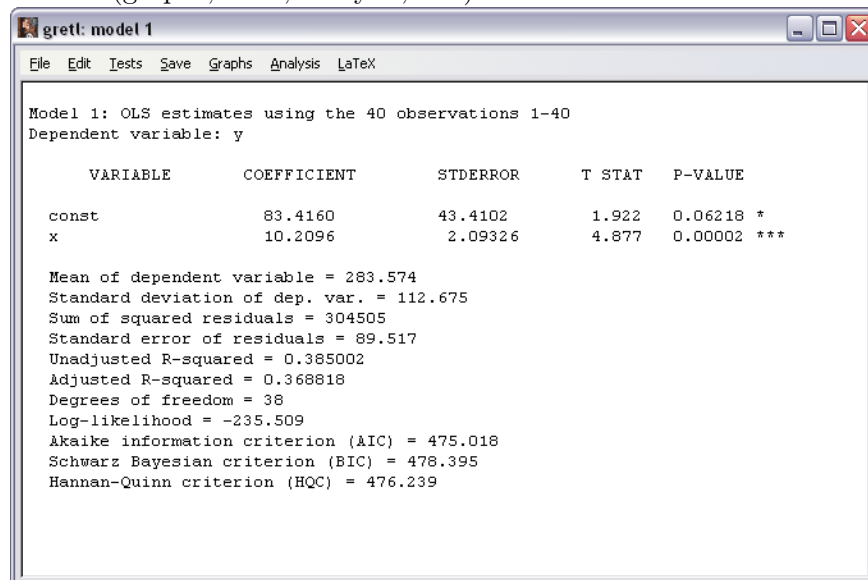 gretl: model 1
File Edit Tests Save Graphs Analysis LaTeX
Model 1: OLS estimates using the 40 observations 1-40
Dependent variable: y
VARIABLE COEFFICIENT STDERROR T STAT P-VALUE
const 83.4160 43.4102 1.922 0.06218 *
x 10.2096 2.09326 4.877 0.00002 ***
Mean of dependent variable = 283.574
Standard deviation of dep. var. = 112.675
Sum of squared residuals = 304505
Standard error of residuals = 89.517
Unadjusted R-squared = 0.385002
Adjusted R-squared = 0.368818
Degrees of freedom = 38
Log-likelihood = -235.509
Akaike information criterion (AIC) = 475.018
Schwarz Bayesian criterion (BIC) = 478.395
Hannan-Quinn criterion (HQC) = 476.239